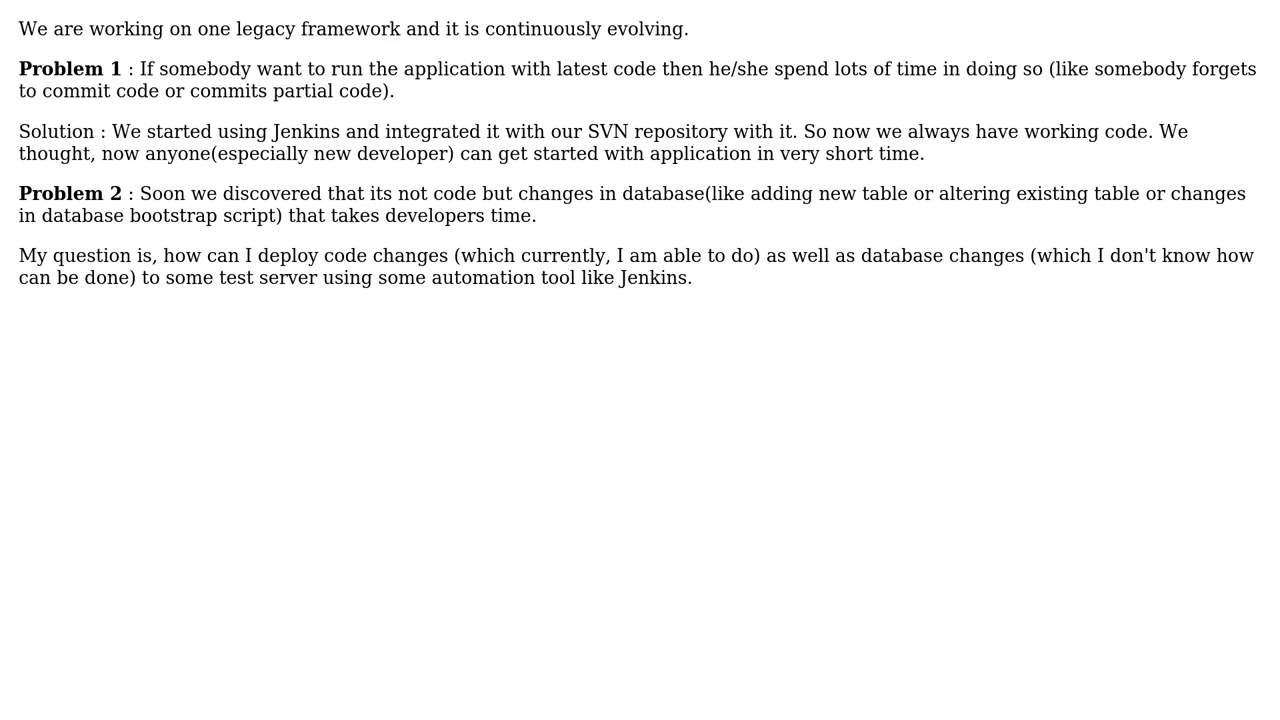 We are working on one legacy framework and it is continuously evolving.
Problem 1 : If somebody want to run the application with latest code then he/she spend lots of time in doing so (like somebody forgets
to commit code or commits partial code).
Solution : We started using Jenkins and integrated it with our SVN repository with it. So now we always have working code. We
thought, now anyone(especially new developer) can get started with application in very short time.
Problem 2 : Soon we discovered that its not code but changes in database(like adding new table or altering existing table or changes
in database bootstrap script) that takes developers time.
My question is, how can I deploy code changes (which currently, I am able to do) as well as database changes (which I don't know how
can be done) to some test server using some automation tool like Jenkins.